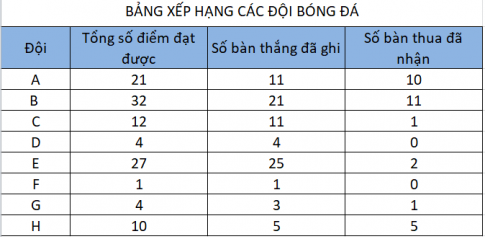 BẢNG XẾP HẠNG CÁC ĐỘI BÓNG ĐÁ
Đội Tổng số điểm đạt được Số bàn thắng đã ghi Số bàn thua đã nhận
A 21 11 10
B 32 21 11
C 12 11 1
D 4 4 0
E 27 25 2
F 1 1 0
G 4 3 1
H 10 5 5